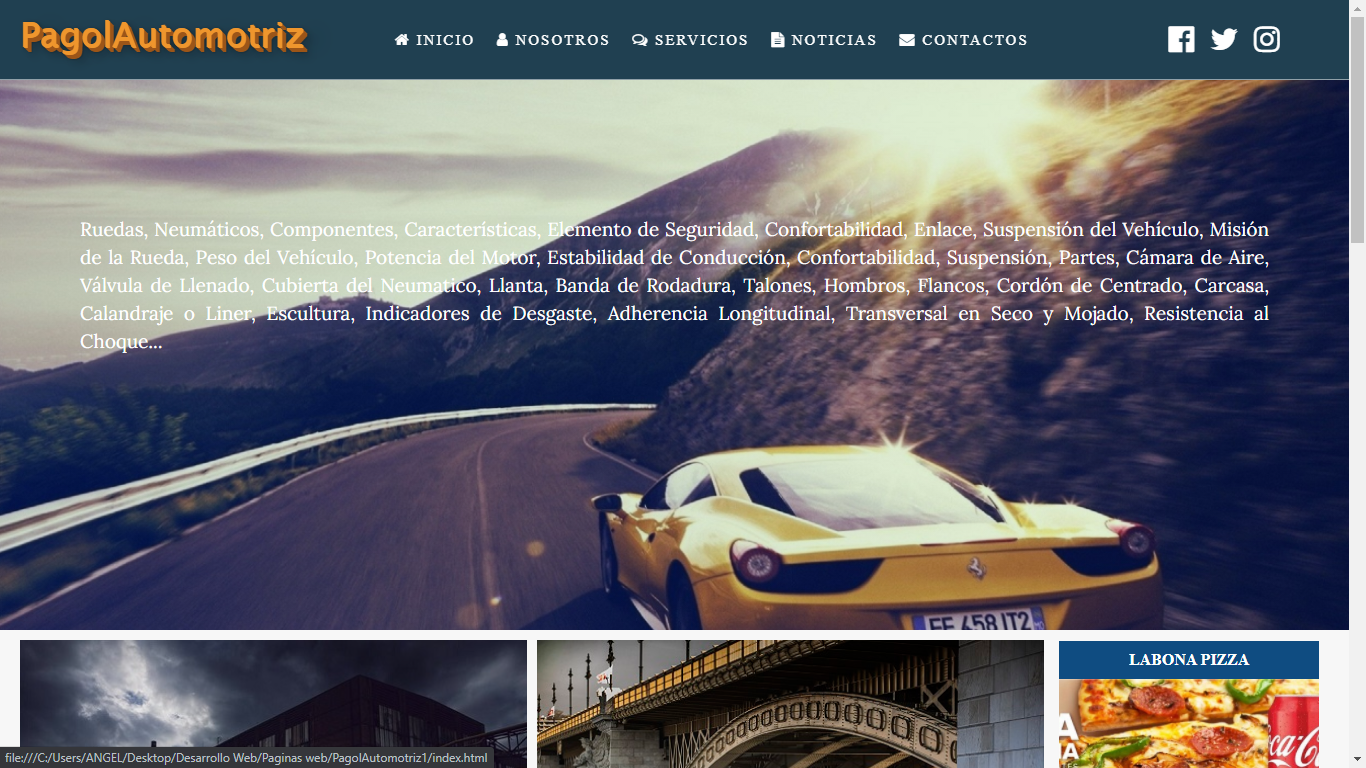 PagolAutomotriz
INICIO NOSOTROS SERVICIOS NOTICIAS CONTACTOS
Ruedas, Neumáticos, Componentes, Características, Elemento de Seguridad, Confortabilidad, Enlace, Suspensión del Vehículo, Misión
de la Rueda, Peso del Vehículo, Potencia del Motor, Estabilidad de Conducción, Confortabilidad, Suspensión, Partes, Cámara de Aire,
Válvula de Llenado, Cubierta del Neumatico, Llanta, Banda de Rodadura, Talones, Hombros, Flancos, Cordón de Centrado, Carcasa,
Calandraje o Liner, Escultura, Indicadores de Desgaste, Adherencia Longitudinal, Transversal en Seco y Mojado, Resistencia al
Choque...
LABONA PIZZA
file:///C:/Users/ANGEL/Desktop/Desarrollo Web/Paginas web/PagolAutomotriz1/index.html